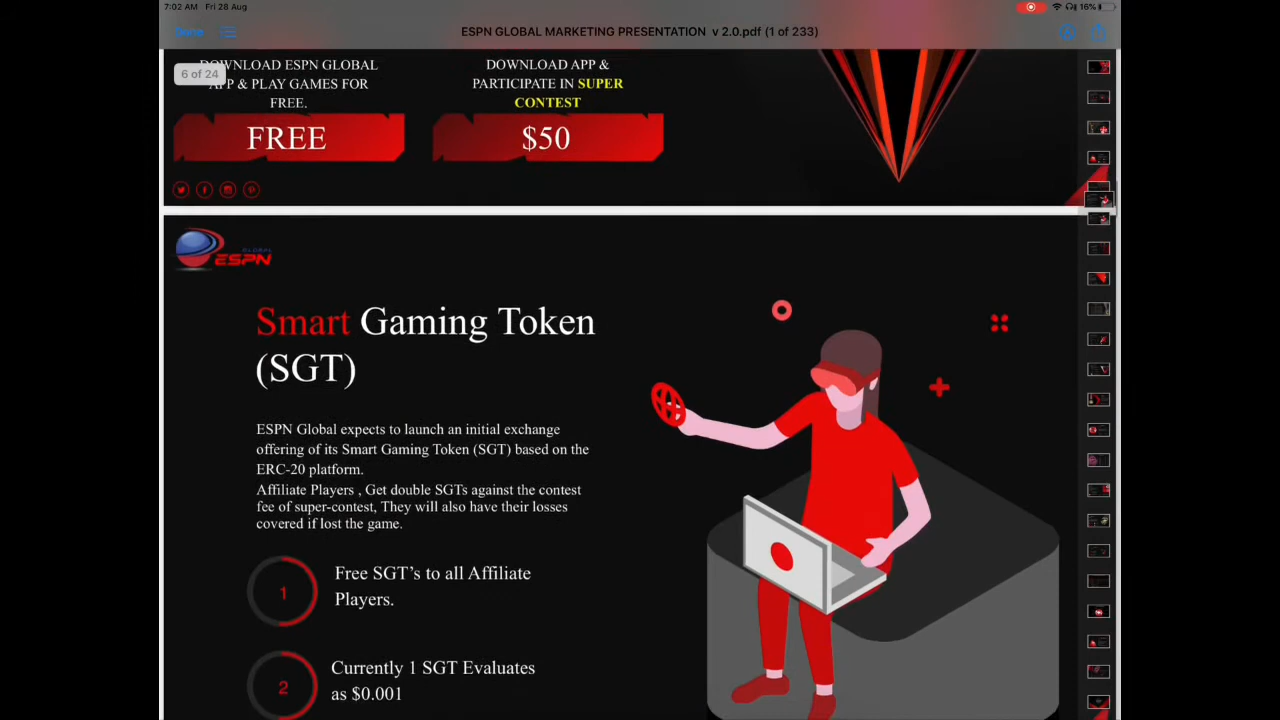 7:02 AM Fri 28 Aug
16%
Done
ESPN GLOBAL MARKETING PRESENTATION v 2.0.pdf (1 of 233)
6 of 24
DOWNLOAD ESPN GLOBAL
APP & PLAY GAMES FOR
FREE.
FREE
DOWNLOAD APP &
PARTICIPATE IN SUPER
CONTEST
$50
GLOBAL
ESPN
Smart Gaming Token
(SGT)
ESPN Global expects to launch an initial exchange
offering of its Smart Gaming Token (SGT) based on the
ERC-20 platform.
Affiliate Players , Get double SGTs against the contest
fee of super-contest, They will also have their losses
covered if lost the game.
1
Free SGT’s to all Affiliate
Players.
2
Currently 1 SGT Evaluates
as $0.001